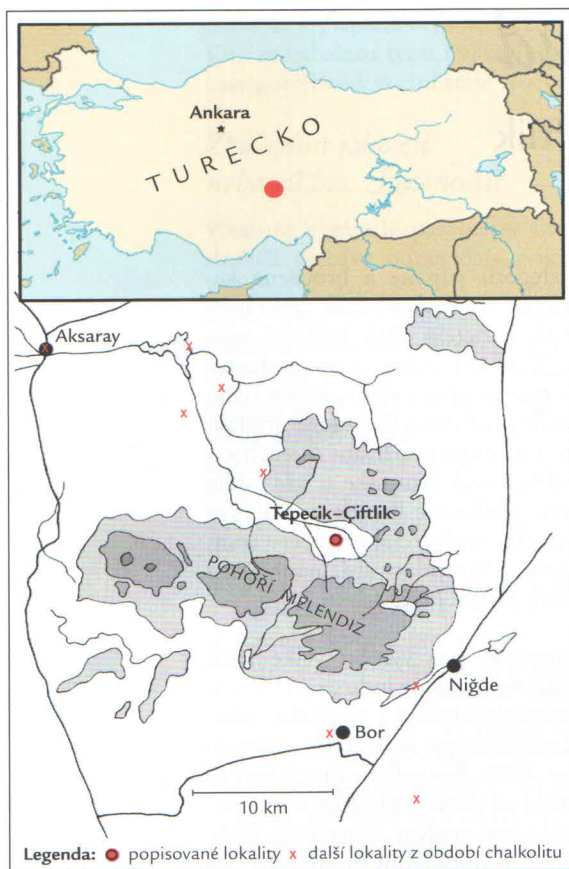 Ankara
TURECKO
Aksaray
Tepecik–Çiftlik
POHOŘÍ MELENDIZ
Niğde
x Bor
10 km
Legenda: popisované lokality x další lokality z období chalkolitu